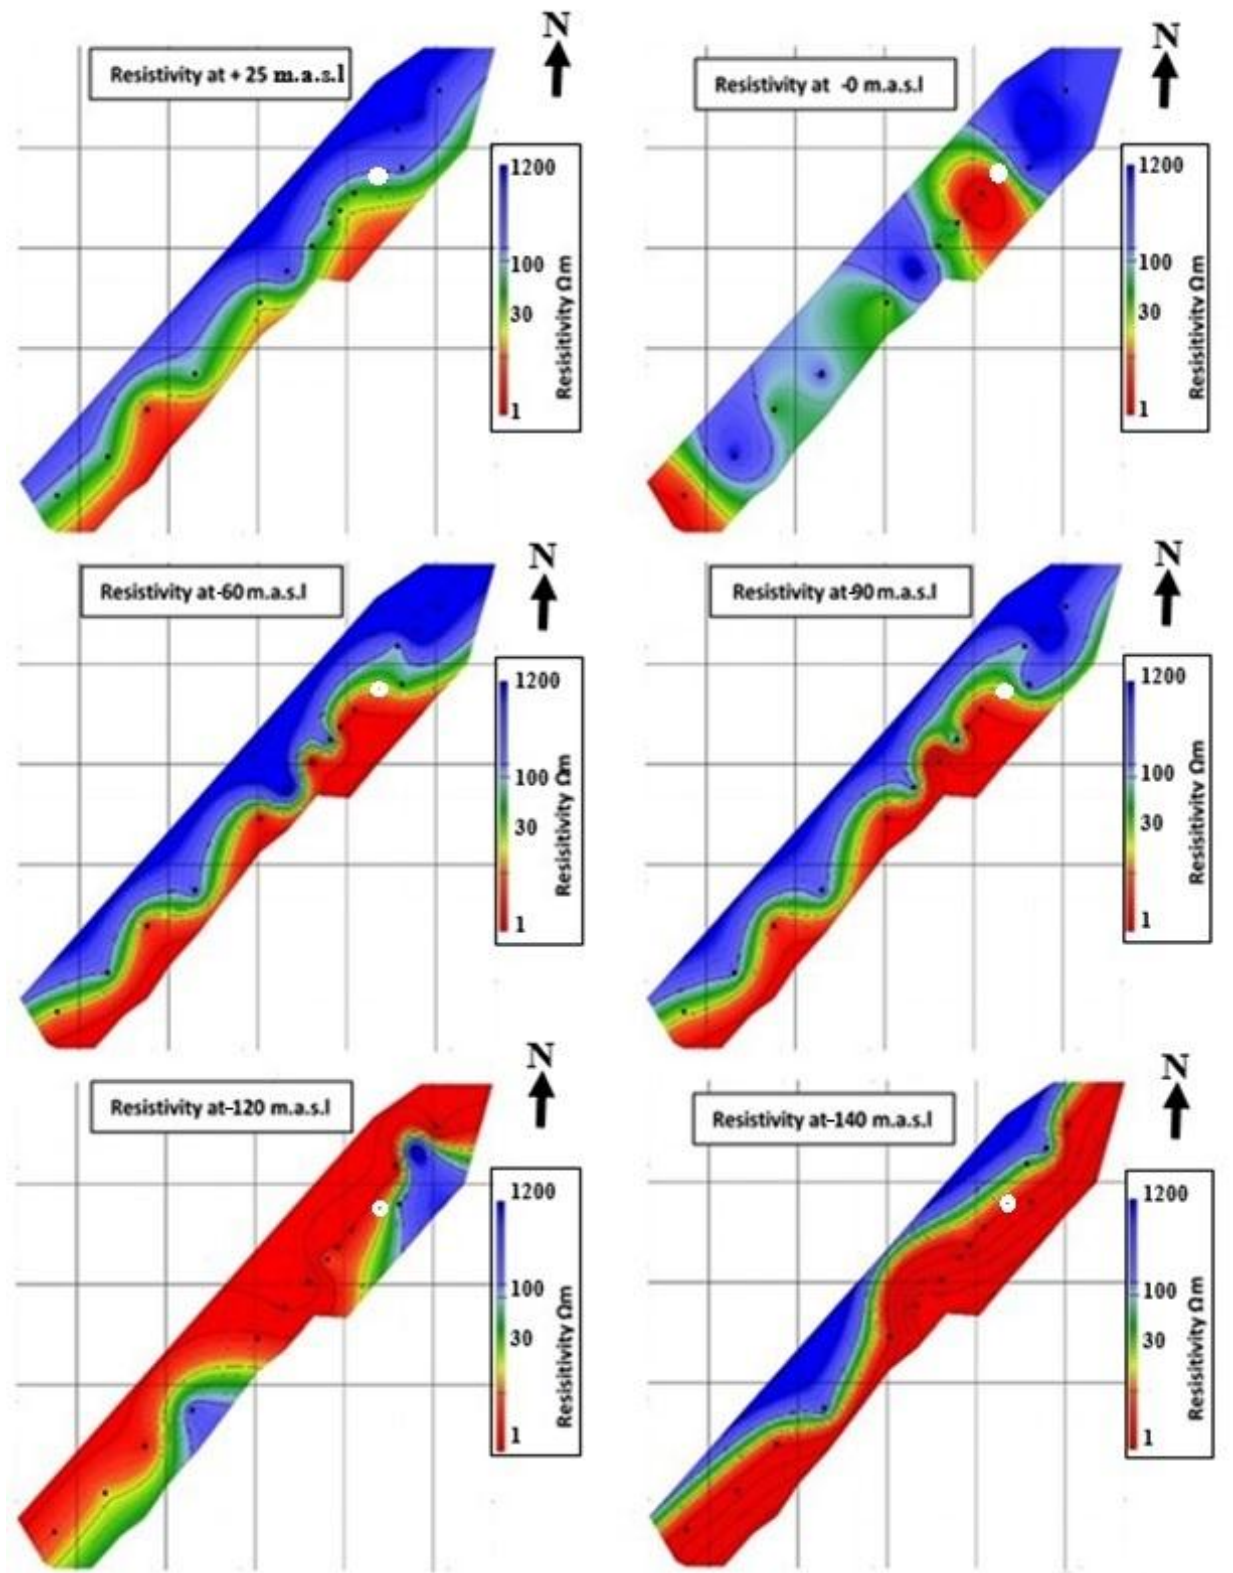 N
Resistivity at + 25 m.a.s.l
1200
100
30
1
Resisitivity Ωm
N
Resistivity at -0 m.a.s.l
1200
100
30
1
Resisitivity Ωm
N
Resistivity at-60 m.a.s.l
1200
100
30
1
Resisitivity Ωm
N
Resistivity at-90 m.a.s.l
1200
100
30
1
Resisitivity Ωm
N
Resistivity at-120 m.a.s.l
1200
100
30
1
Resisitivity Ωm
N
Resistivity at-140 m.a.s.l
1200
100
30
1
Resisitivity Ωm